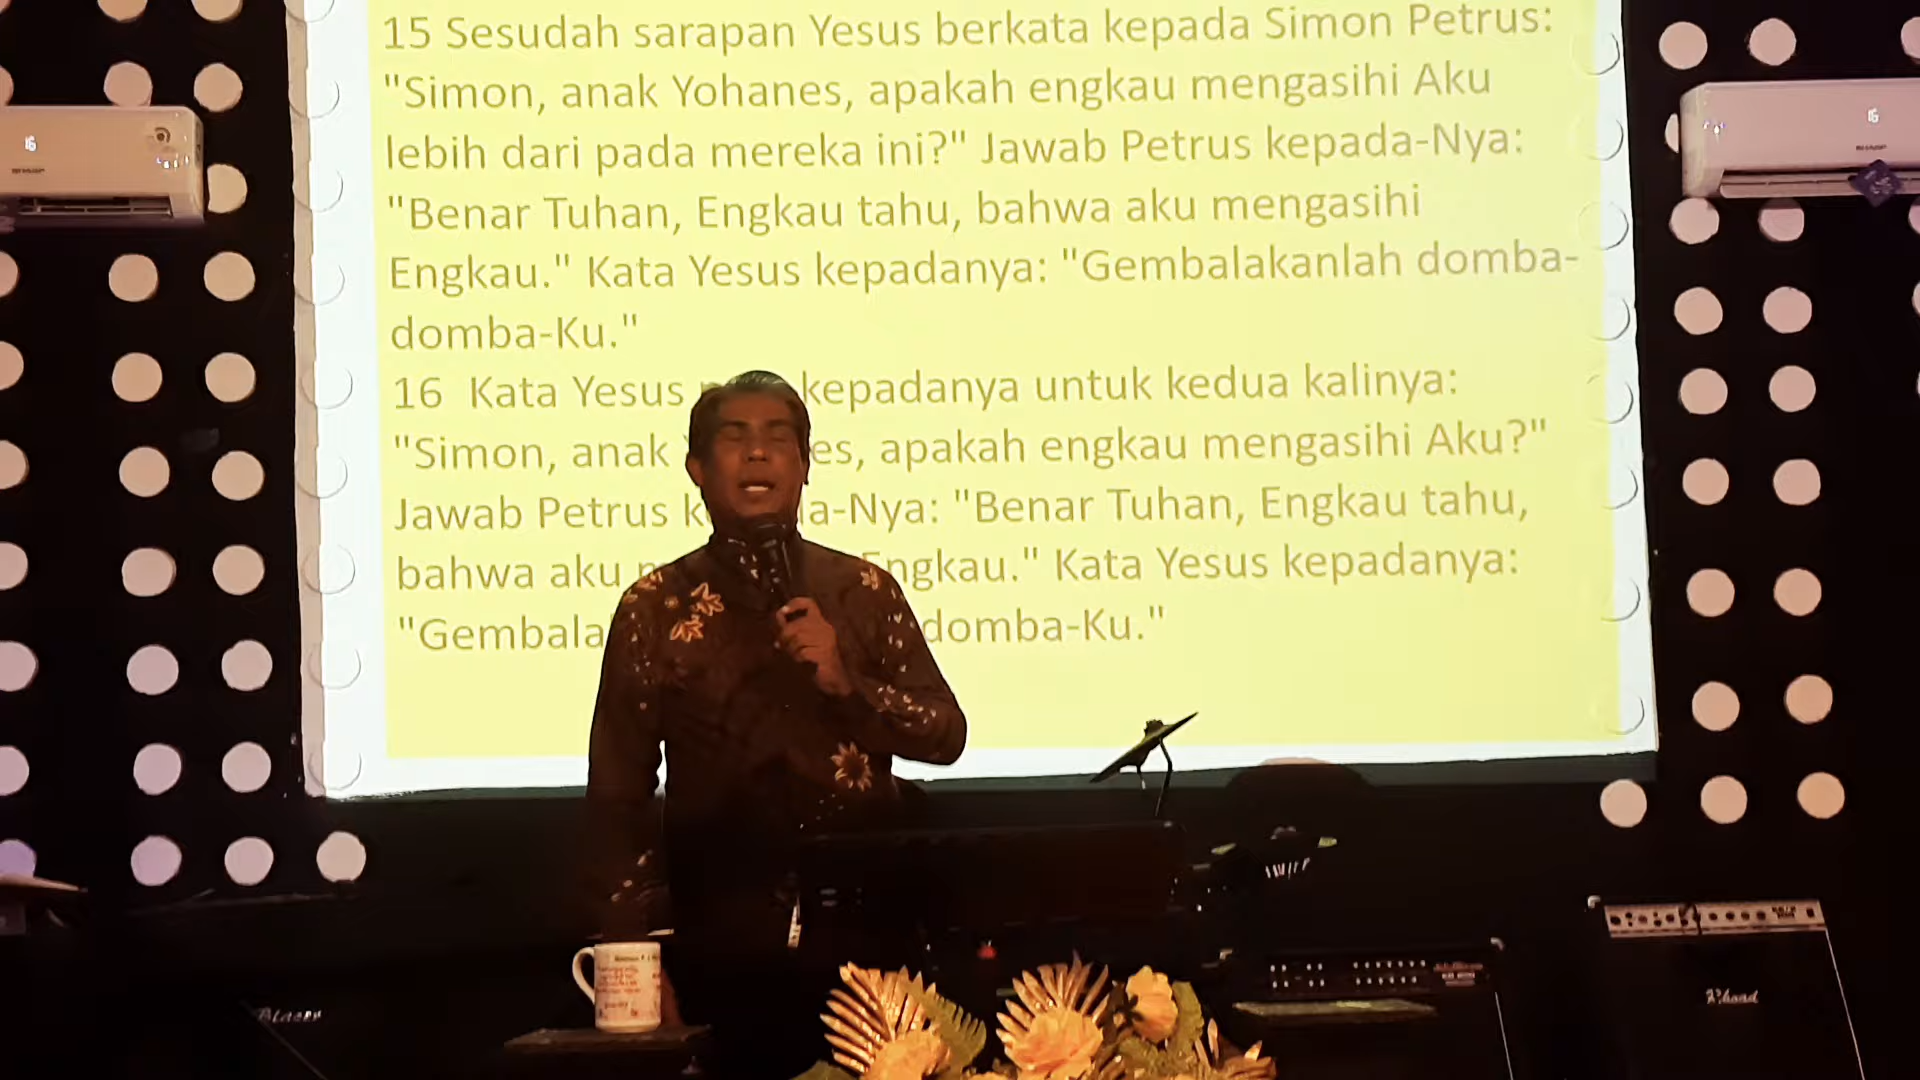 15 Sesudah sarapan Yesus berkata kepada Simon Petrus:
"Simon, anak Yohanes, apakah engkau mengasihi Aku
lebih dari pada mereka ini?" Jawab Petrus kepada-Nya:
"Benar Tuhan, Engkau tahu, bahwa aku mengasihi
Engkau." Kata Yesus kepadanya: "Gembalakanlah domba-
domba-Ku."
16 Kata Yesus kepadanya untuk kedua kalinya:
"Simon, anak es, apakah engkau mengasihi Aku?"
Jawab Petrus k a-Nya: "Benar Tuhan, Engkau tahu,
bahwa aku ngkau." Kata Yesus kepadanya:
"Gembala domba-Ku."
16
16